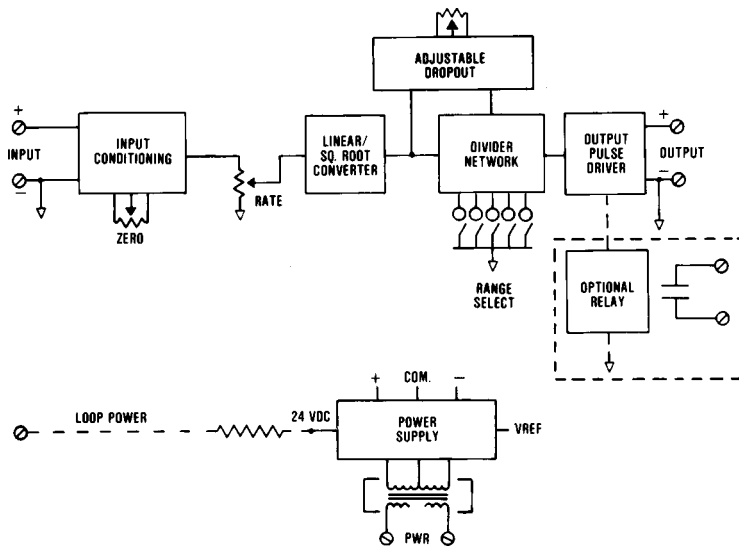 ADJUSTABLE
DROPOUT
+
INPUT
−
INPUT
CONDITIONING
ZERO
RATE
LINEAR/
SQ. ROOT
CONVERTER
DIVIDER
NETWORK
RANGE
SELECT
OUTPUT
PULSE
DRIVER
+
OUTPUT
−
OPTIONAL
RELAY
LOOP POWER
24 VDC
+ COM. −
POWER
SUPPLY
VREF
PWR